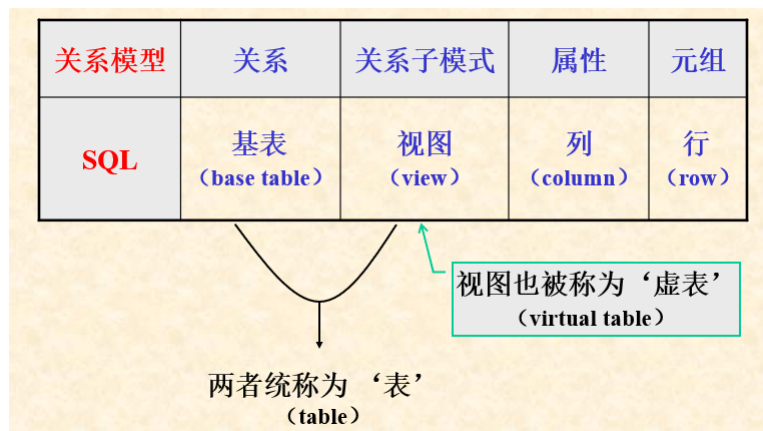 关系模型 关系 关系子模式 属性 元组
SQL 基表 视图 列 行
（base table） （view） （column） （row）
视图也被称为‘虚表’
（virtual table）
两者统称为 ‘表’
（table）